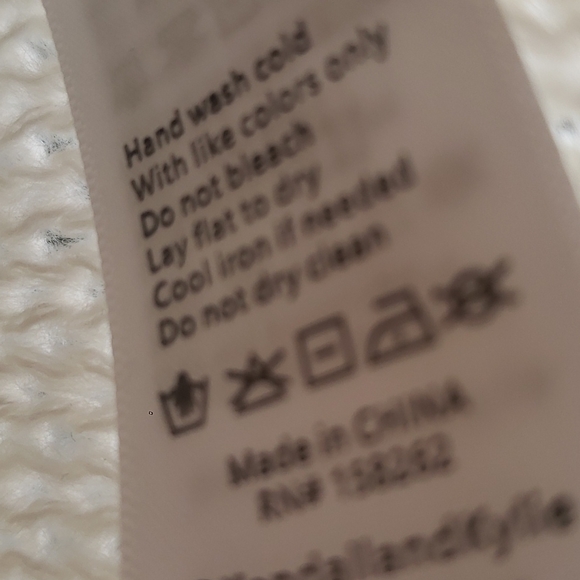 Hand wash cold
With like colors only
Do not bleach
Lay flat to dry
Cool iron if needed
Do not dry clean
Made in CHINA
RN#